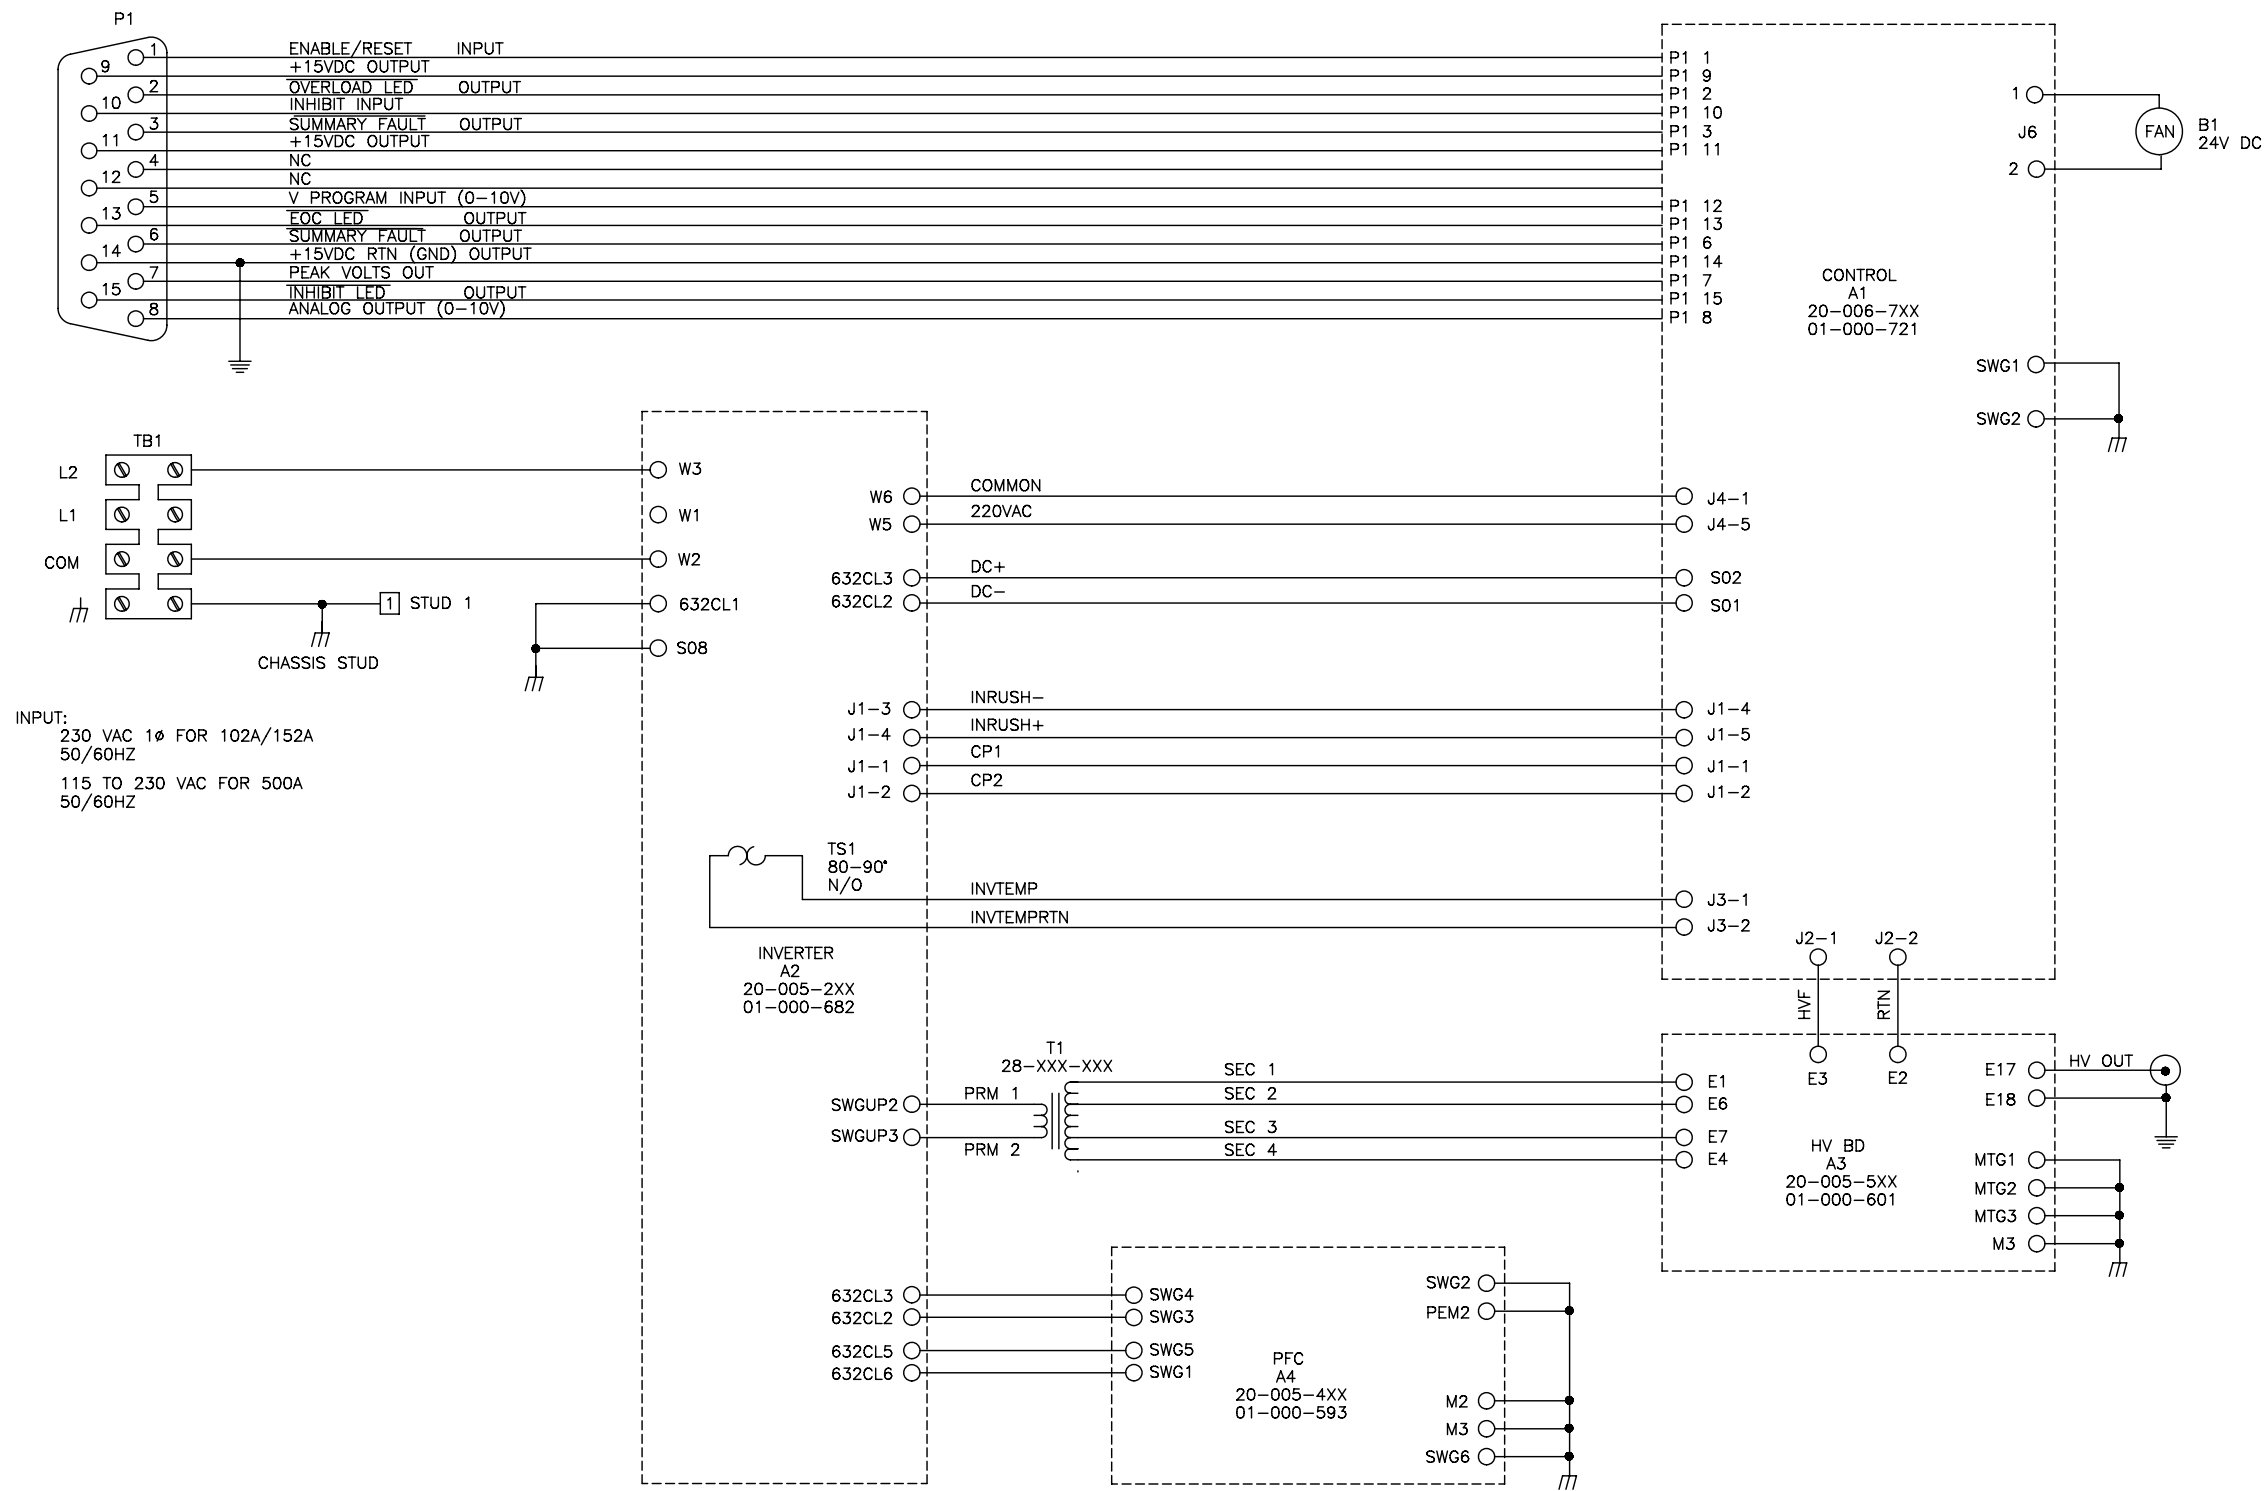 P1
1 ENABLE/RESET INPUT P1 1
9 +15VDC OUTPUT P1 9
2 OVERLOAD LED OUTPUT P1 2
10 INHIBIT INPUT P1 10
3 SUMMARY FAULT OUTPUT P1 3
11 +15VDC OUTPUT P1 11
4 NC
12 NC
5 V PROGRAM INPUT (0-10V) P1 12
13 EOC LED OUTPUT P1 13
6 SUMMARY FAULT OUTPUT P1 6
14 +15VDC RTN (GND) OUTPUT P1 14
7 PEAK VOLTS OUT P1 7
15 INHIBIT LED OUTPUT P1 15
8 ANALOG OUTPUT (0-10V) P1 8
1
J6
2
FAN
B1
24V DC
CONTROL
A1
20-006-7XX
01-000-721
SWG1
SWG2
TB1
L2
L1
COM
1 STUD 1
CHASSIS STUD
INPUT:
230 VAC 1ø FOR 102A/152A
50/60HZ
115 TO 230 VAC FOR 500A
50/60HZ
W3
W1
W2
632CL1
SO8
W6 COMMON J4-1
W5 220VAC J4-5
632CL3 DC+ SO2
632CL2 DC- SO1
J1-3 INRUSH- J1-4
J1-4 INRUSH+ J1-5
J1-1 CP1 J1-1
J1-2 CP2 J1-2
TS1
80-90°
N/O
INVTEMP J3-1
INVTEMPRTN J3-2
INVERTER
A2
20-005-2XX
01-000-682
J2-1 J2-2
HVF RTN
E3 E2
T1
28-XXX-XXX
SWGUP2 PRM 1
SWGUP3 PRM 2
SEC 1 E1
SEC 2 E6
SEC 3 E7
SEC 4 E4
E17 HV OUT
E18
HV BD
A3
20-005-5XX
01-000-601
MTG1
MTG2
MTG3
M3
632CL3 SWG4
632CL2 SWG3
632CL5 SWG5
632CL6 SWG1
PFC
A4
20-005-4XX
01-000-593
SWG2
PEM2
M2
M3
SWG6